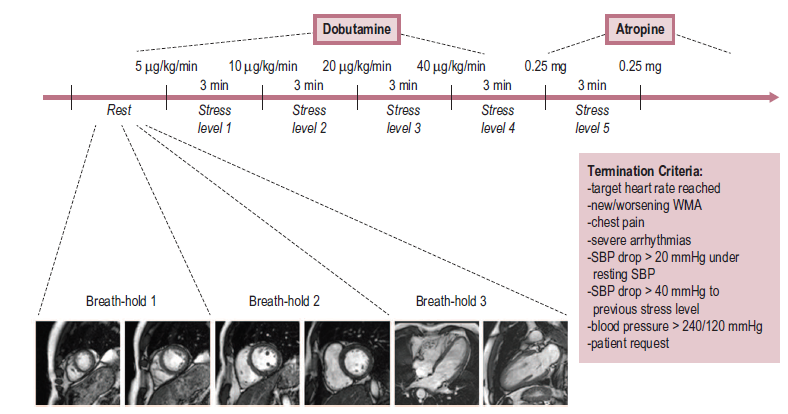 Dobutamine
Atropine
5 µg/kg/min 10 µg/kg/min 20 µg/kg/min 40 µg/kg/min 0.25 mg 0.25 mg
3 min 3 min 3 min 3 min 3 min
Rest Stress Stress Stress Stress Stress
level 1 level 2 level 3 level 4 level 5
Termination Criteria:
-target heart rate reached
-new/worsening WMA
-chest pain
-severe arrhythmias
-SBP drop > 20 mmHg under
resting SBP
-SBP drop > 40 mmHg to
previous stress level
-blood pressure > 240/120 mmHg
-patient request
Breath-hold 1 Breath-hold 2 Breath-hold 3